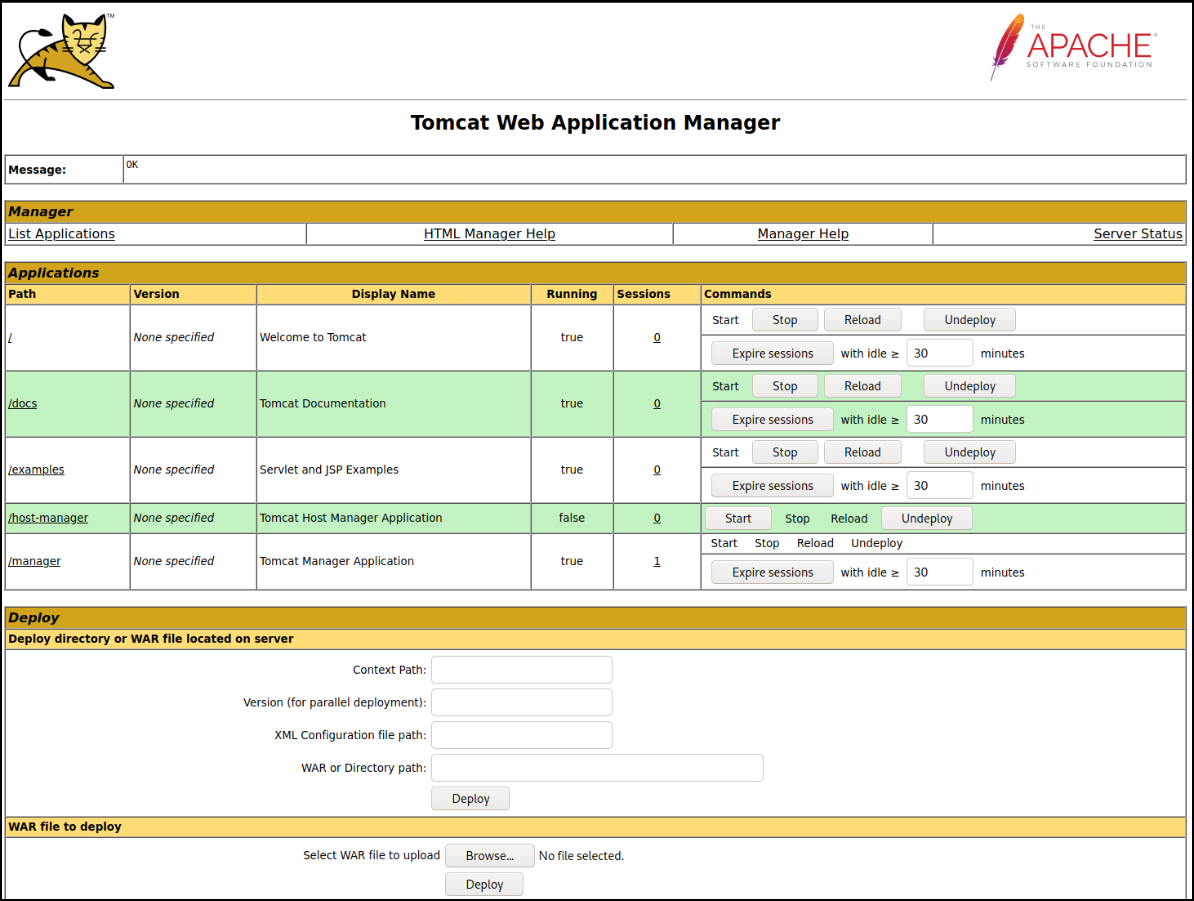 TM
THE
APACHE®
SOFTWARE FOUNDATION
Tomcat Web Application Manager
Message: OK
Manager
List Applications HTML Manager Help Manager Help Server Status
Applications
Path Version Display Name Running Sessions Commands
/ None specified Welcome to Tomcat true 0 Start Stop Reload Undeploy
Expire sessions with idle ≥ 30 minutes
/docs None specified Tomcat Documentation true 0 Start Stop Reload Undeploy
Expire sessions with idle ≥ 30 minutes
/examples None specified Servlet and JSP Examples true 0 Start Stop Reload Undeploy
Expire sessions with idle ≥ 30 minutes
/host-manager None specified Tomcat Host Manager Application false 0 Start Stop Reload Undeploy
/manager None specified Tomcat Manager Application true 1 Start Stop Reload Undeploy
Expire sessions with idle ≥ 30 minutes
Deploy
Deploy directory or WAR file located on server
Context Path:
Version (for parallel deployment):
XML Configuration file path:
WAR or Directory path:
Deploy
WAR file to deploy
Select WAR file to upload Browse... No file selected.
Deploy